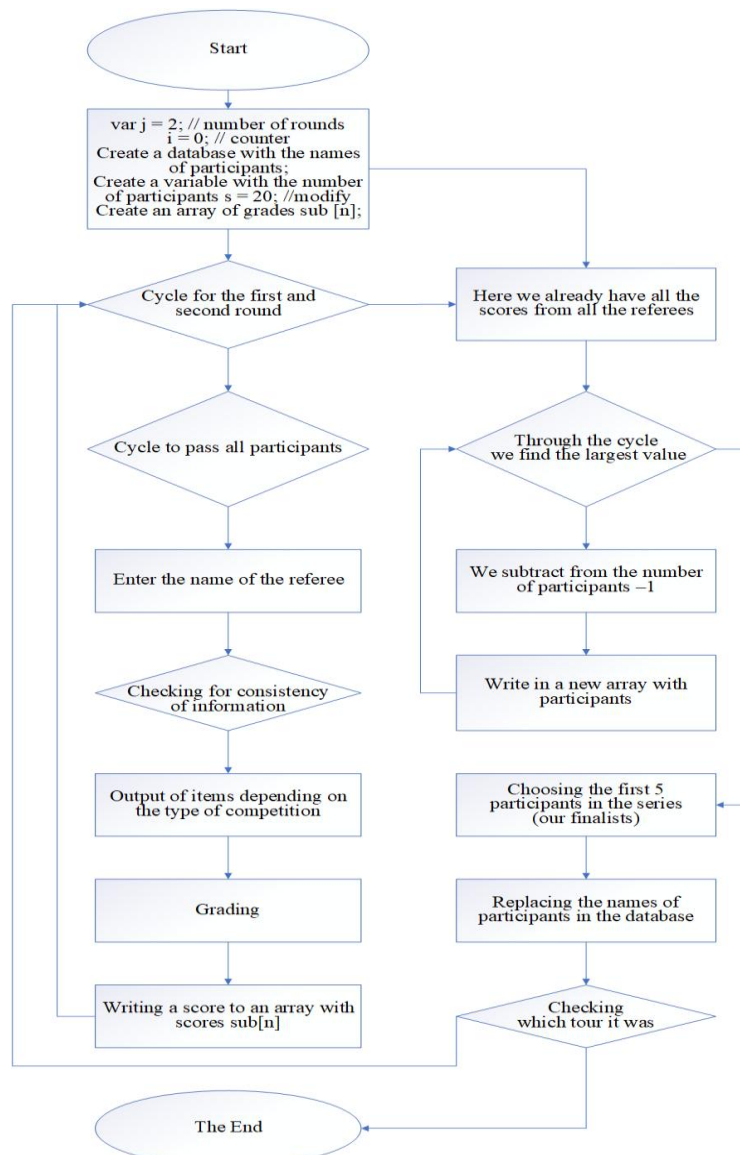 Start
var j = 2; // number of rounds
i = 0; // counter
Create a database with the names
of participants;
Create a variable with the number
of participants s = 20; //modify
Create an array of grades sub [n];
Cycle for the first and
second round
Here we already have all the
scores from all the referees
Cycle to pass all participants
Through the cycle
we find the largest value
Enter the name of the referee
We subtract from the number
of participants –1
Checking for consistency
of information
Write in a new array with
participants
Output of items depending on
the type of competition
Choosing the first 5
participants in the series
(our finalists)
Grading
Replacing the names of
participants in the database
Writing a score to an array with
scores sub[n]
Checking
which tour it was
The End